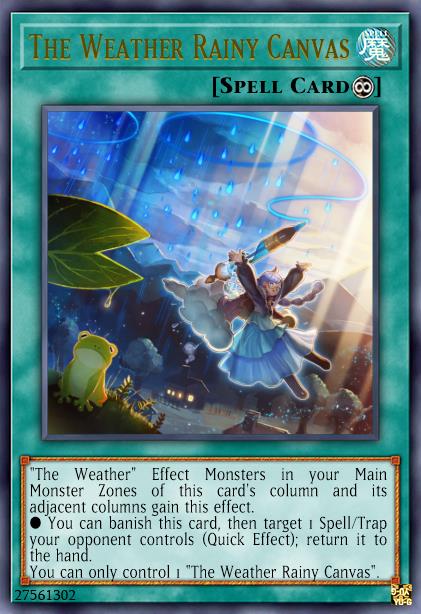 THE WEATHER RAINY CANVAS
SPELL
魔
[SPELL CARD]
"The Weather" Effect Monsters in your Main
Monster Zones of this card's column and its
adjacent columns gain this effect.
● You can banish this card, then target 1 Spell/Trap
your opponent controls (Quick Effect); return it to
the hand.
You can only control 1 "The Weather Rainy Canvas".
27561302